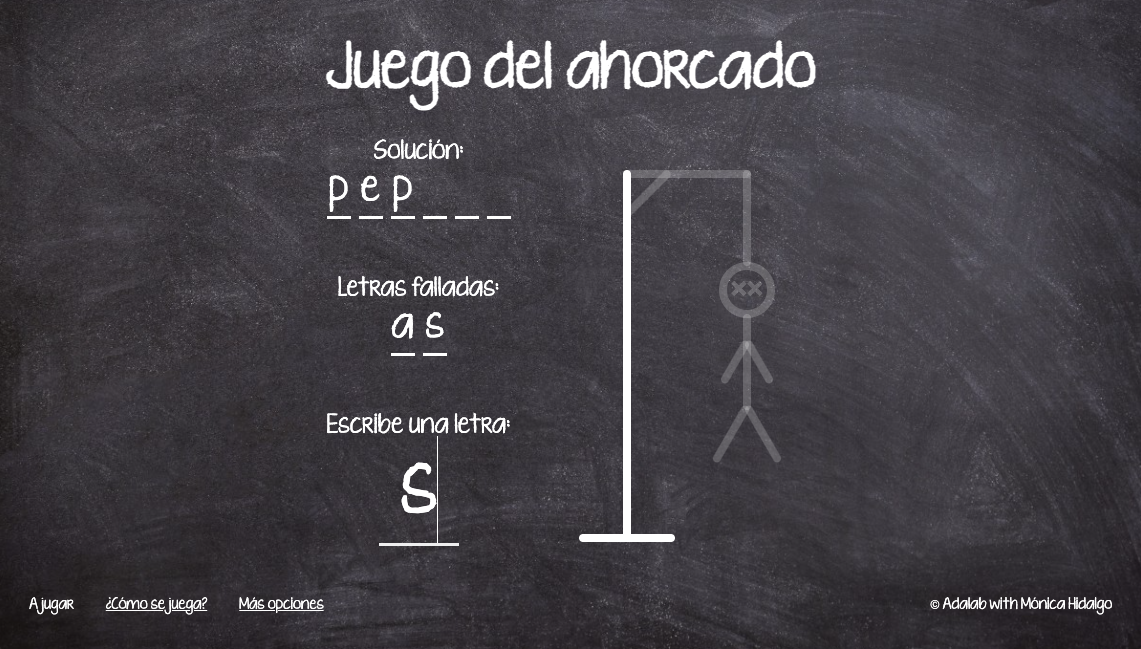 Juego del ahorcado
Solución:
p e p
Letras falladas:
a s
Escribe una letra:
s
A jugar ¿Cómo se juega? Más opciones
© Adalab with Mónica Hidalgo